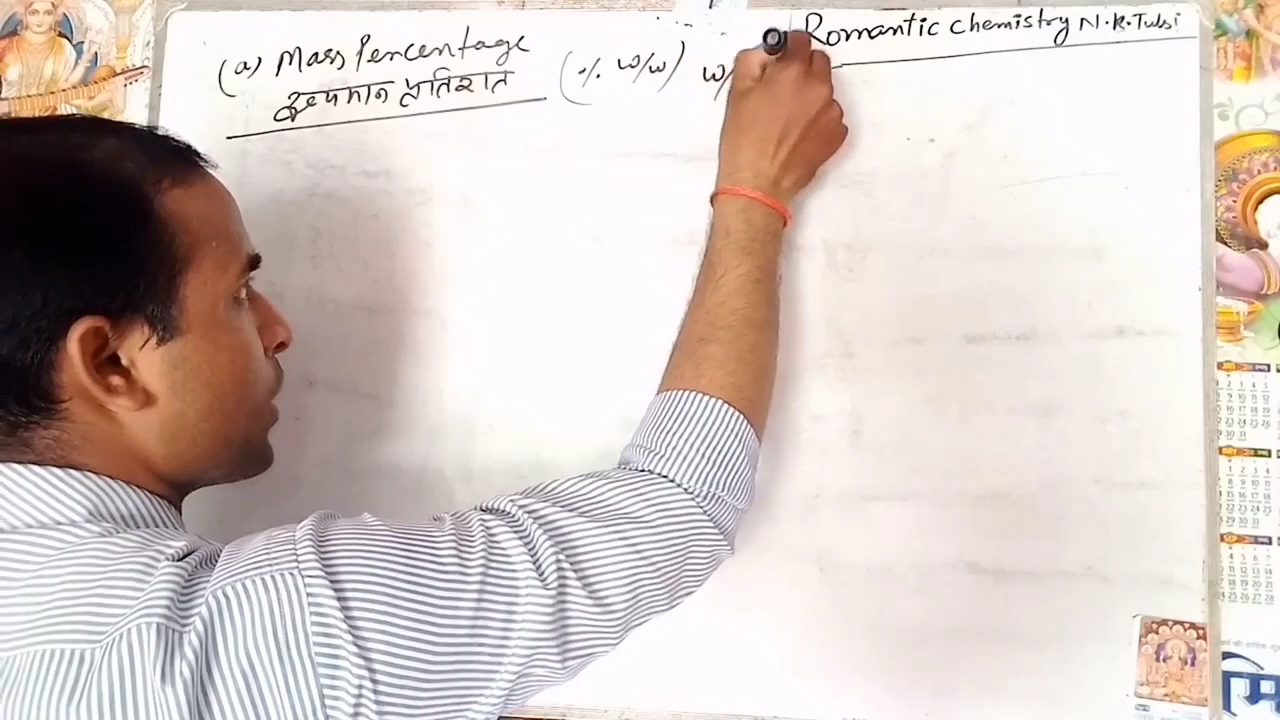 Romantic chemistry N.K.Tulsi
(a) Mass Percentage (% w/w) w/
द्रव्यमान प्रतिशत